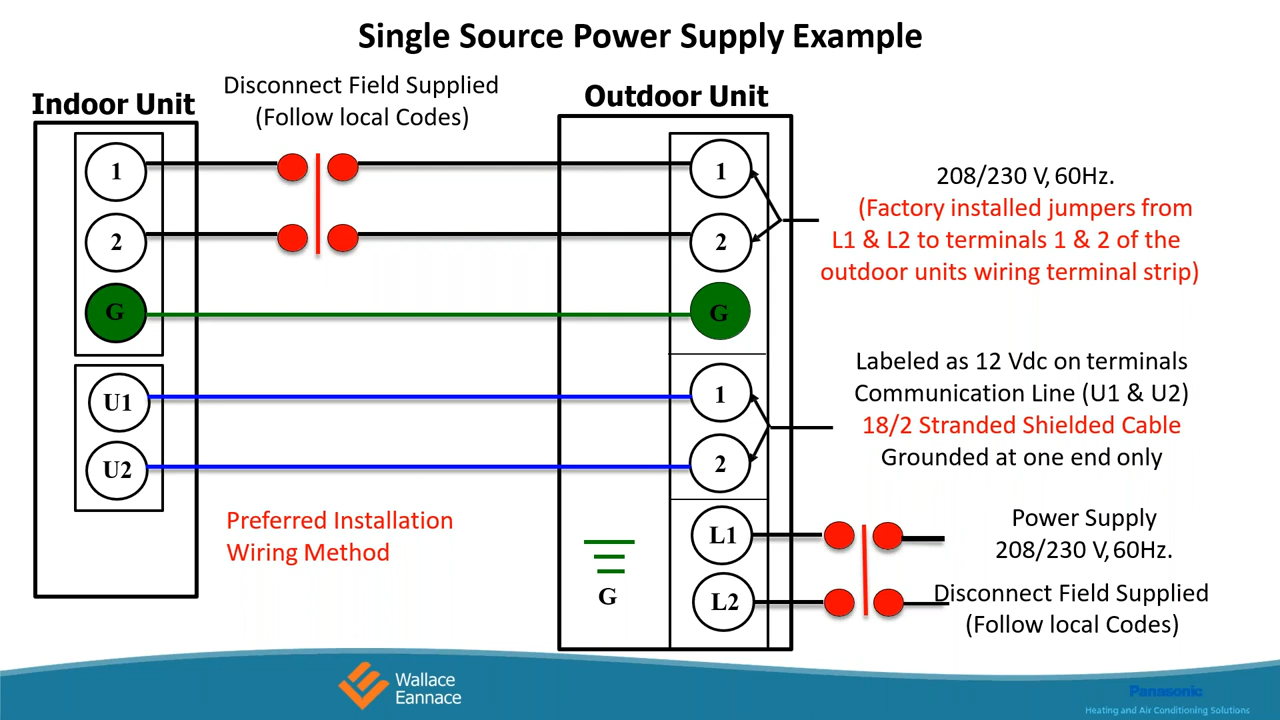 Single Source Power Supply Example
Disconnect Field Supplied
(Follow local Codes)
Indoor Unit
Outdoor Unit
1
2
G
U1
U2
1
2
G
1
2
L1
L2
G
208/230 V, 60Hz.
(Factory installed jumpers from
L1 & L2 to terminals 1 & 2 of the
outdoor units wiring terminal strip)
Labeled as 12 Vdc on terminals
Communication Line (U1 & U2)
18/2 Stranded Shielded Cable
Grounded at one end only
Preferred Installation
Wiring Method
Power Supply
208/230 V, 60Hz.
Disconnect Field Supplied
(Follow local Codes)
Wallace
Eannace
Panasonic
Heating and Air Conditioning Solutions